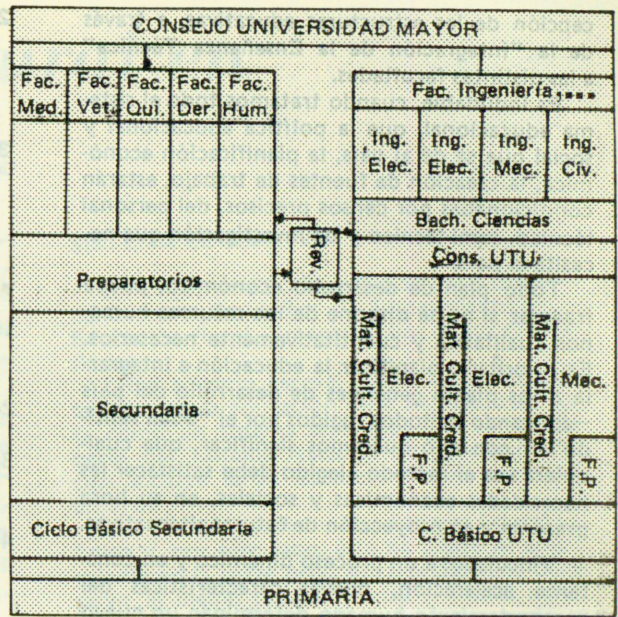 CONSEJO UNIVERSIDAD MAYOR
Fac. Med.
Fac. Vet.
Fac. Qui.
Fac. Der.
Fac. Hum.
Preparatorios
Secundaria
Ciclo Básico Secundaria
Rev.
Fac. Ingeniería, ....
Ing. Elec.
Ing. Elec.
Ing. Mec.
Ing. Civ.
Bach. Ciencias
Cons. UTU
Mat. Cult. Cred.
Elec.
F.P.
Mat. Cult. Cred.
Elec.
F.P.
Mat. Cult. Cred.
Mec.
F.P.
C. Básico UTU
PRIMARIA